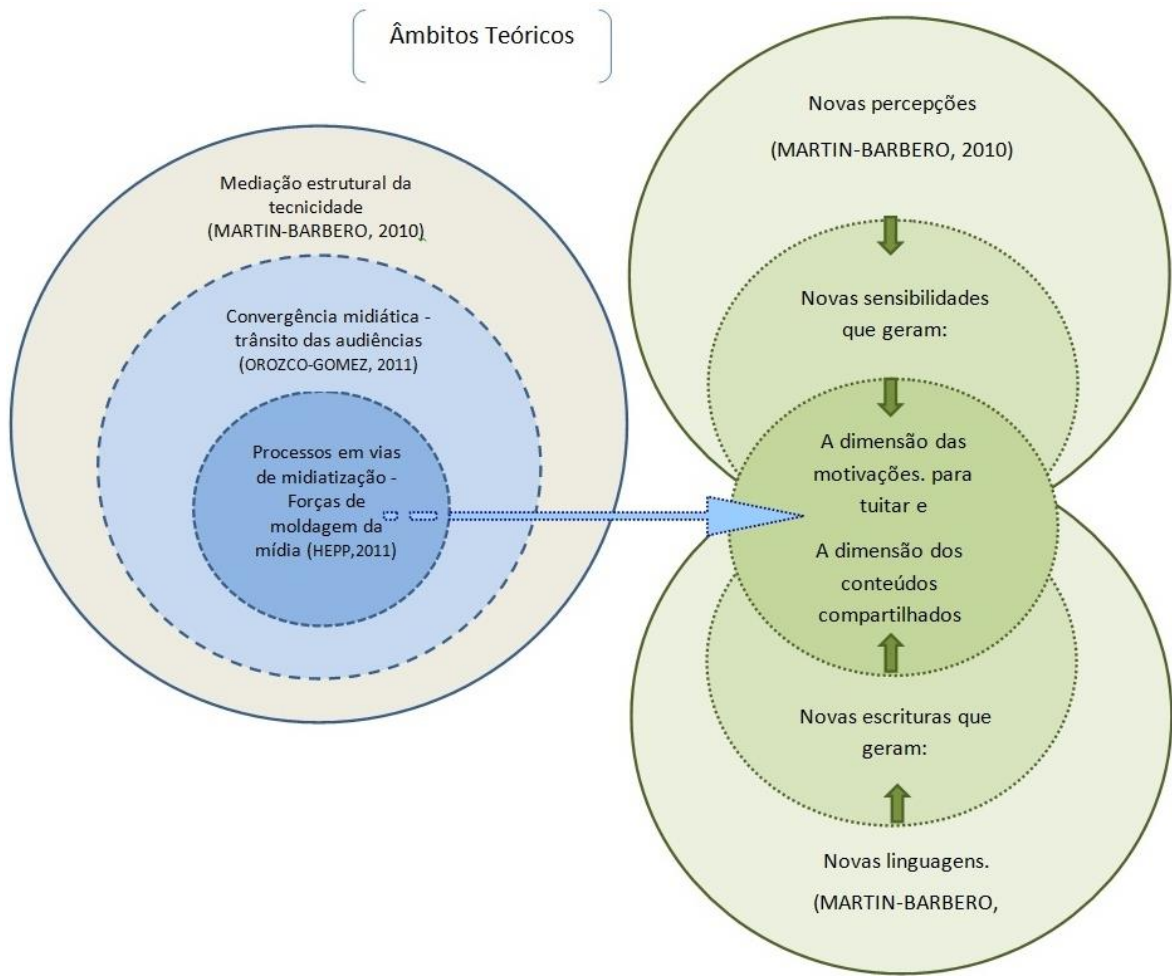 Âmbitos Teóricos
Mediação estrutural da
tecnicidade
(MARTIN-BARBERO, 2010)
Convergência midiática -
trânsito das audiências
(OROZCO-GOMEZ, 2011)
Processos em vias
de midiatização -
Forças de
moldagem da
mídia (HEPP,2011)
Novas percepções
(MARTIN-BARBERO, 2010)
Novas sensibilidades
que geram:
A dimensão das
motivações. para
tuitar e
A dimensão dos
conteúdos
compartilhados
Novas escrituras que
geram:
Novas linguagens.
(MARTIN-BARBERO,